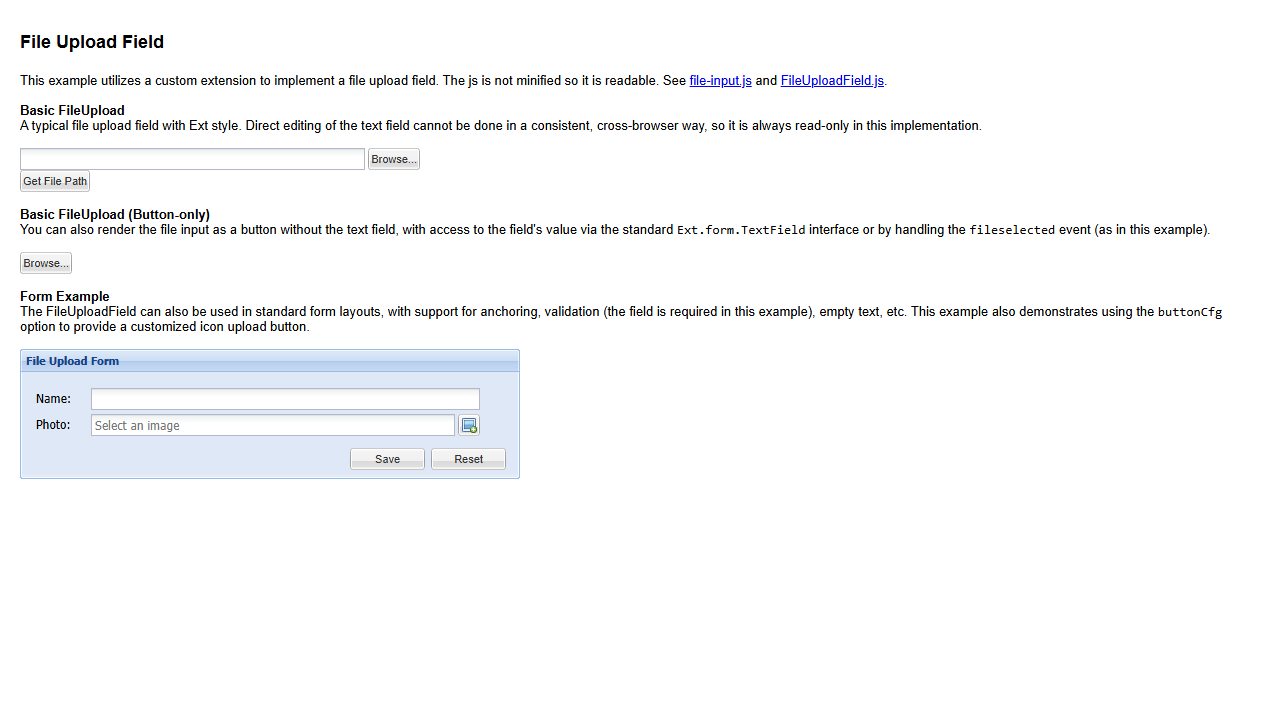 File Upload Field
This example utilizes a custom extension to implement a file upload field. The js is not minified so it is readable. See file-input.js and FileUploadField.js.
Basic FileUpload
A typical file upload field with Ext style. Direct editing of the text field cannot be done in a consistent, cross-browser way, so it is always read-only in this implementation.
Browse...
Get File Path
Basic FileUpload (Button-only)
You can also render the file input as a button without the text field, with access to the field's value via the standard Ext.form.TextField interface or by handling the fileselected event (as in this example).
Browse...
Form Example
The FileUploadField can also be used in standard form layouts, with support for anchoring, validation (the field is required in this example), empty text, etc. This example also demonstrates using the buttonCfg
option to provide a customized icon upload button.
File Upload Form
Name:
Photo: Select an image
Save Reset